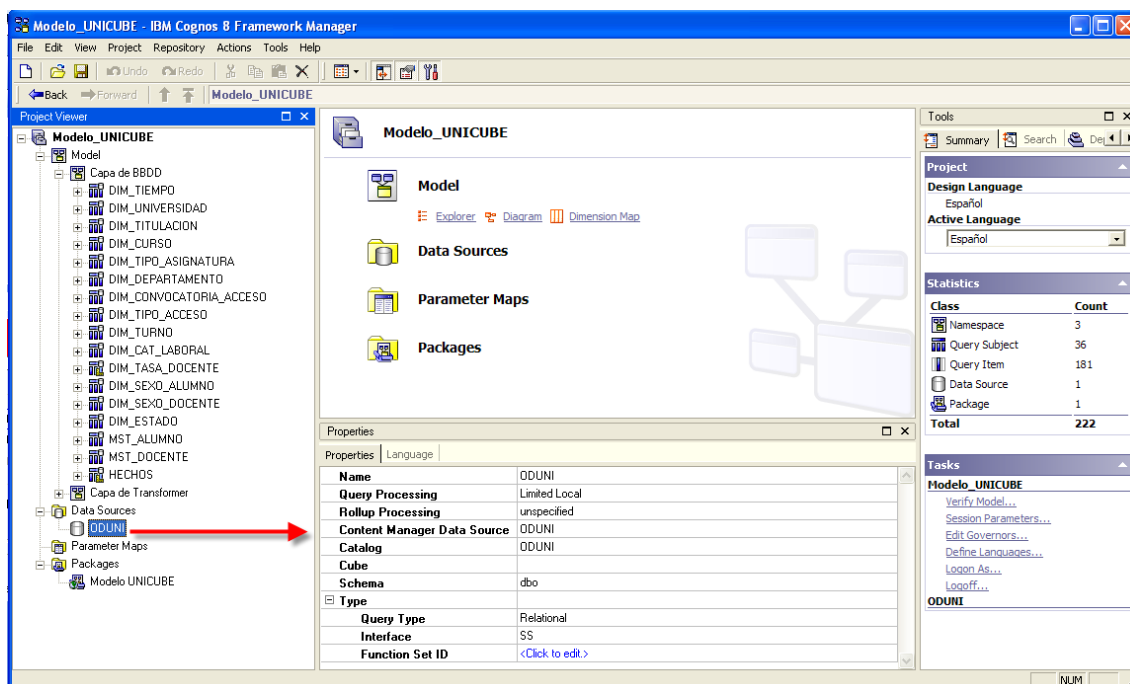 Modelo_UNICUBE - IBM Cognos 8 Framework Manager
File Edit View Project Repository Actions Tools Help
Undo Redo
Back Forward Modelo_UNICUBE
Project Viewer
Modelo_UNICUBE
Model
Capa de BBDD
DIM_TIEMPO
DIM_UNIVERSIDAD
DIM_TITULACION
DIM_CURSO
DIM_TIPO_ASIGNATURA
DIM_DEPARTAMENTO
DIM_CONVOCATORIA_ACCESO
DIM_TIPO_ACCESO
DIM_TURNO
DIM_CAT_LABORAL
DIM_TASA_DOCENTE
DIM_SEXO_ALUMNO
DIM_SEXO_DOCENTE
DIM_ESTADO
MST_ALUMNO
MST_DOCENTE
HECHOS
Capa de Transformer
Data Sources
ODUNI
Parameter Maps
Packages
Modelo UNICUBE
Modelo_UNICUBE
Model
Explorer Diagram Dimension Map
Data Sources
Parameter Maps
Packages
Properties
Properties Language
Name ODUNI
Query Processing Limited Local
Rollup Processing unspecified
Content Manager Data Source ODUNI
Catalog ODUNI
Cube
Schema dbo
Type
Query Type Relational
Interface SS
Function Set ID <Click to edit.>
Tools
Summary Search
Project
Design Language
Español
Active Language
Español
Statistics
Class Count
Namespace 3
Query Subject 36
Query Item 181
Data Source 1
Package 1
Total 222
Tasks
Modelo_UNICUBE
Verify Model...
Session Parameters...
Edit Governors...
Define Languages...
Logon As...
Logoff...
ODUNI
NUM